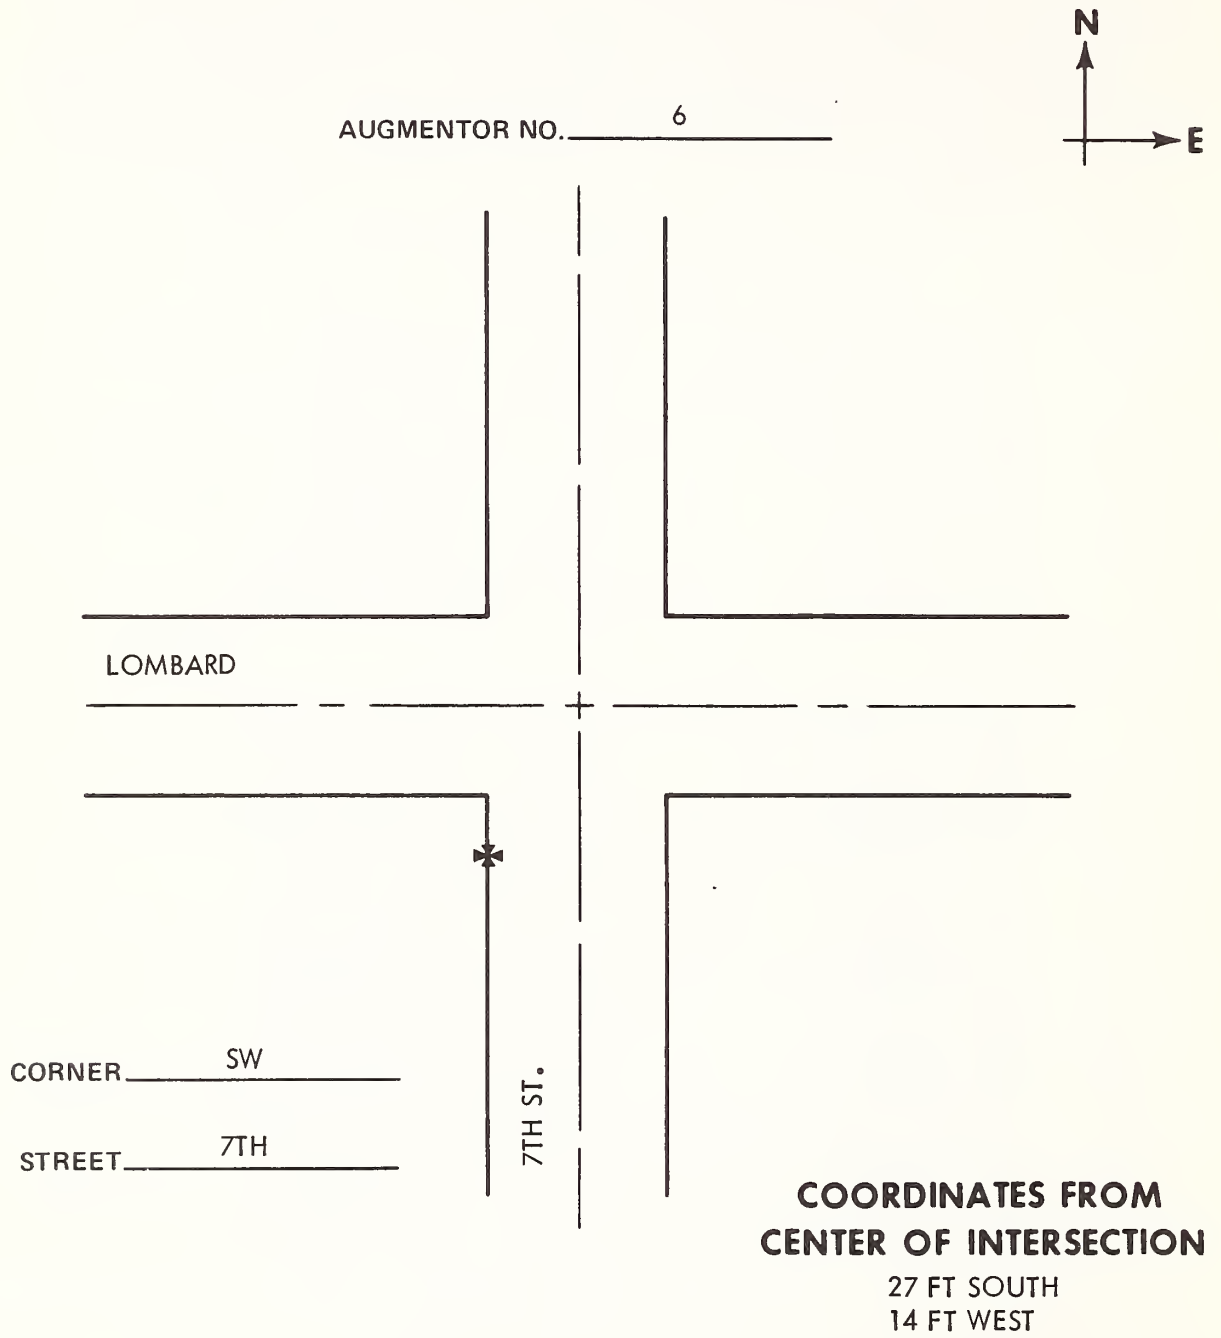 N
AUGMENTOR NO. 6
E
LOMBARD
CORNER SW
STREET 7TH
7TH ST.
COORDINATES FROM
CENTER OF INTERSECTION
27 FT SOUTH
14 FT WEST